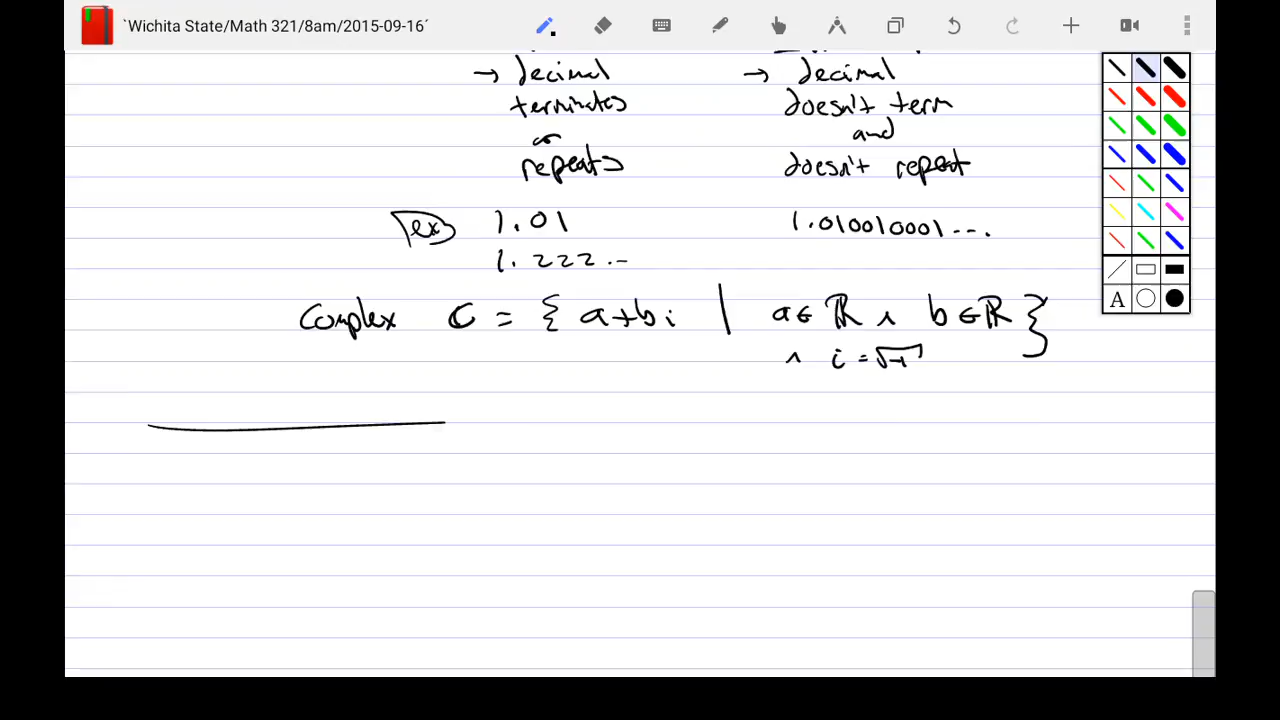 `Wichita State/Math 321/8am/2015-09-16´
→ decimal → decimal
terminates doesn't term
or and
repeats doesn't repeat
ex 1.01 1.010010001...
1.222...
Complex ℂ = { a+bi | a∈ℝ ∧ b∈ℝ }
∧ i = √-1
A